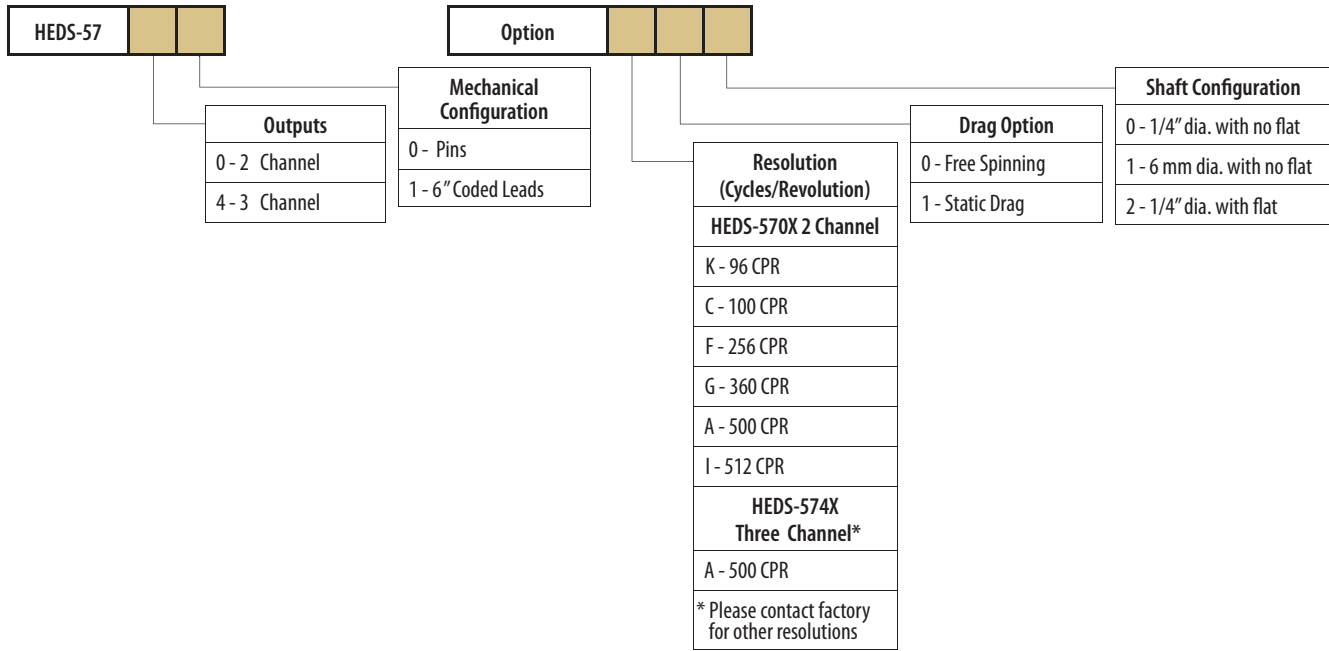 HEDS-57
Option
Outputs
0 - 2 Channel
4 - 3 Channel
Mechanical
Configuration
0 - Pins
1 - 6" Coded Leads
Resolution
(Cycles/Revolution)
HEDS-570X 2 Channel
K - 96 CPR
C - 100 CPR
F - 256 CPR
G - 360 CPR
A - 500 CPR
I - 512 CPR
HEDS-574X
Three Channel*
A - 500 CPR
* Please contact factory
for other resolutions
Drag Option
0 - Free Spinning
1 - Static Drag
Shaft Configuration
0 - 1/4" dia. with no flat
1 - 6 mm dia. with no flat
2 - 1/4" dia. with flat